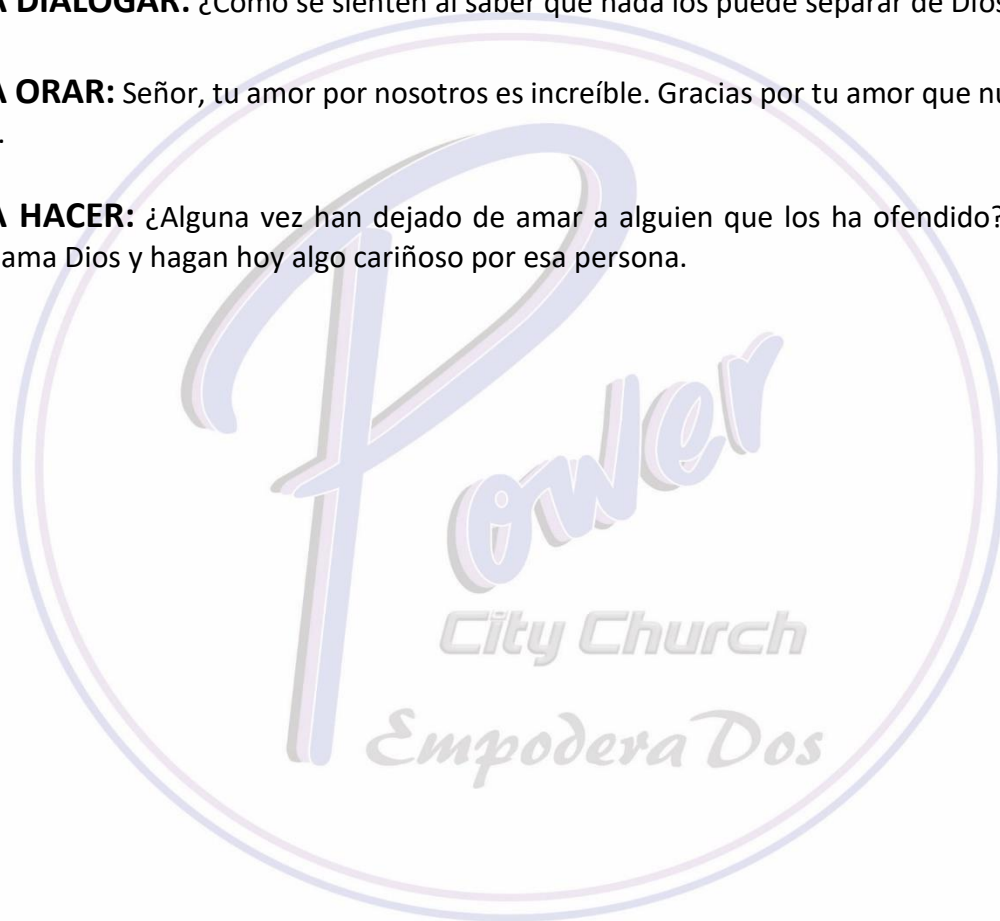 A DIALOGAR: ¿Cómo se sienten al saber que nada los puede separar de Dios
A ORAR: Señor, tu amor por nosotros es increíble. Gracias por tu amor que nu
.
A HACER: ¿Alguna vez han dejado de amar a alguien que los ha ofendido?
ama Dios y hagan hoy algo cariñoso por esa persona.
Power
City Church
Empodera Dos